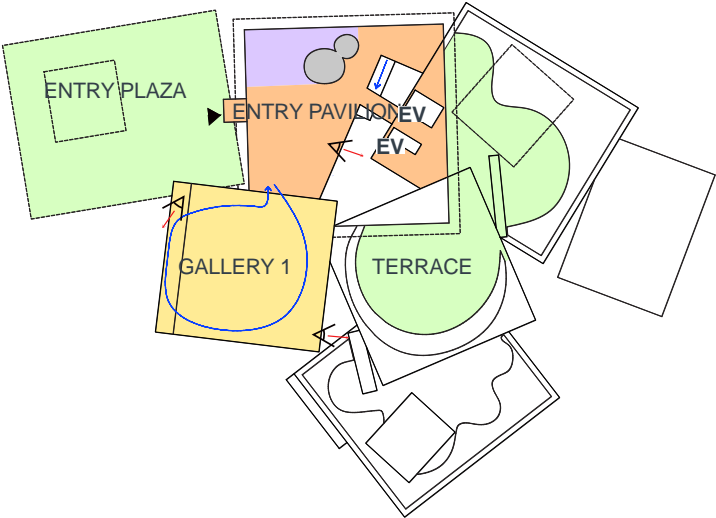 ENTRY PLAZA
ENTRY PAVILION
EV
EV
GALLERY 1
TERRACE